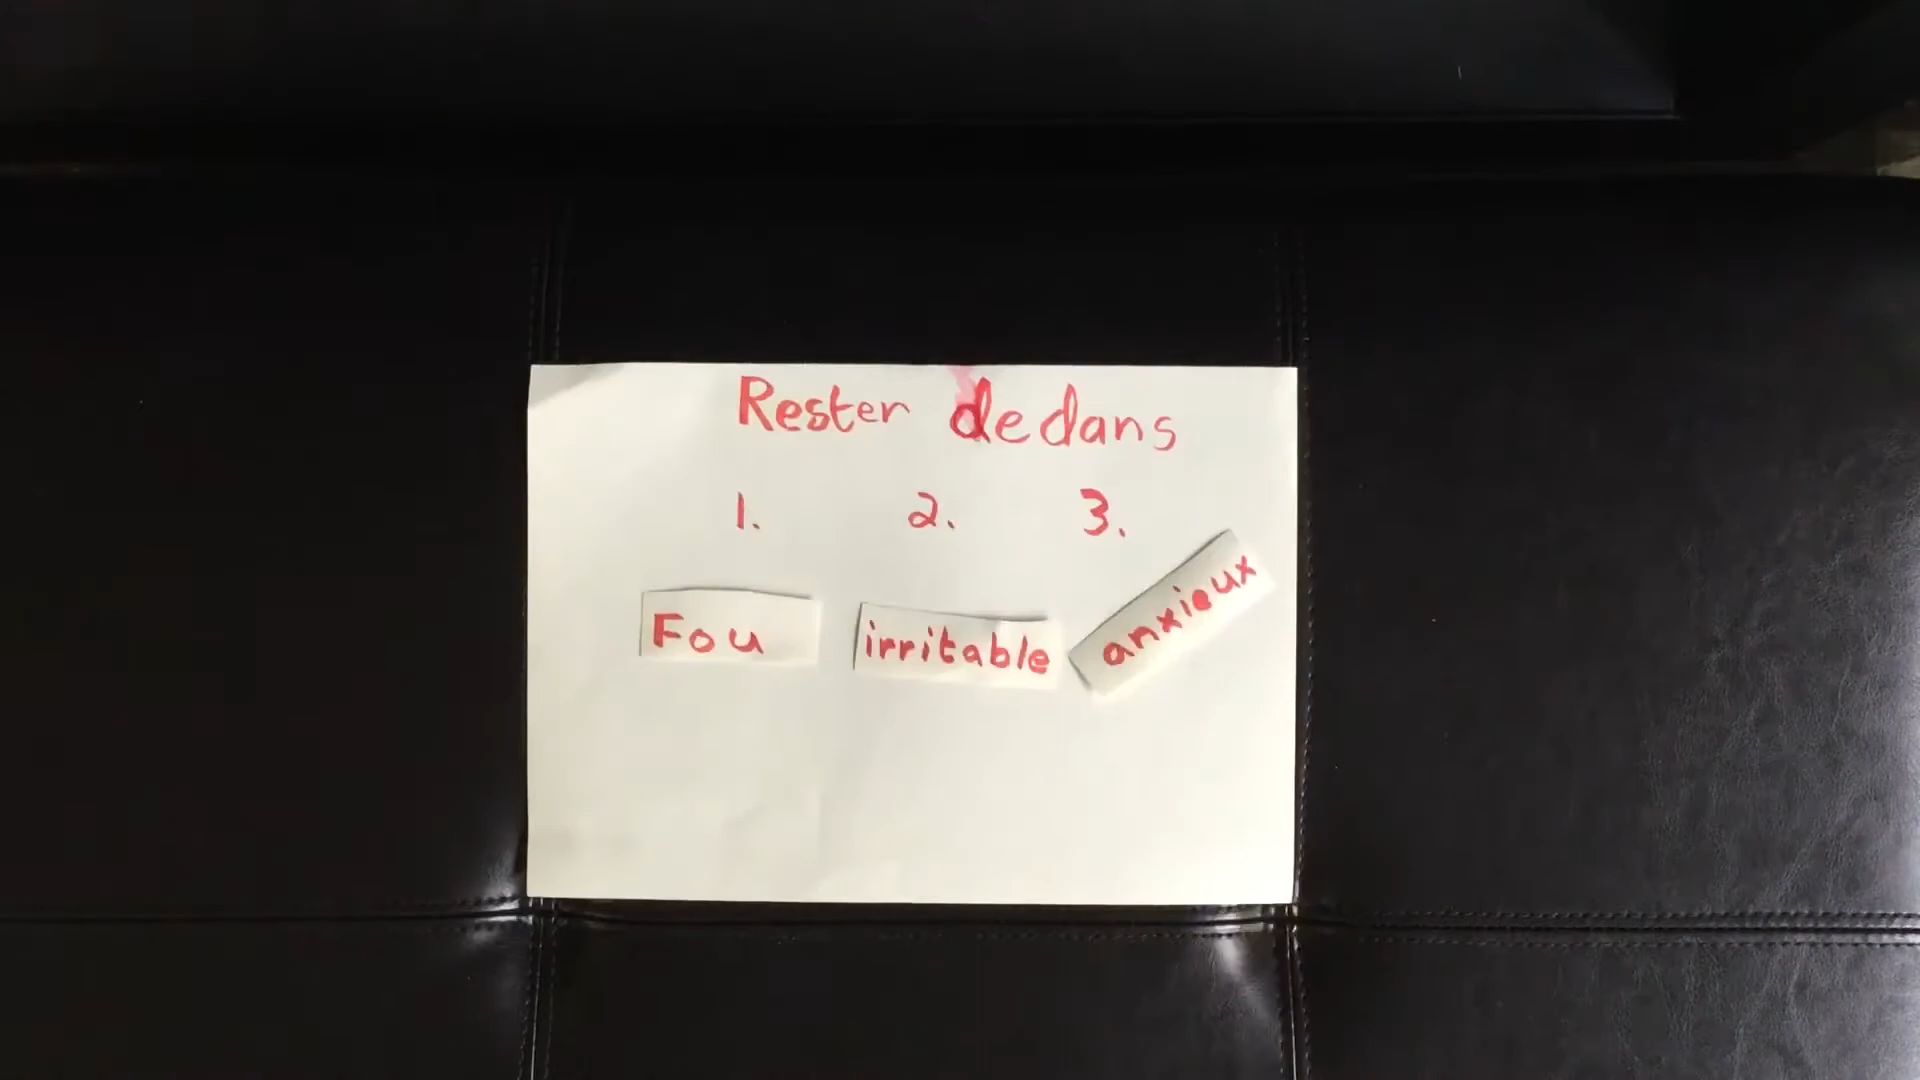 Rester dedans
1. 2. 3.
Fou irritable anxieux